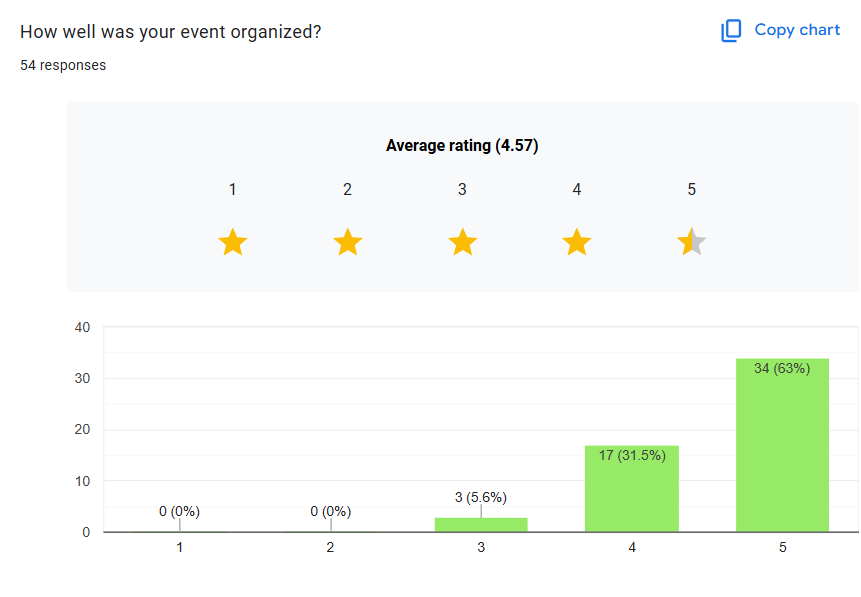 How well was your event organized?
Copy chart
54 responses
Average rating (4.57)
1 2 3 4 5
40
30
20
10
0
0 (0%)
0 (0%)
3 (5.6%)
17 (31.5%)
34 (63%)
1 2 3 4 5